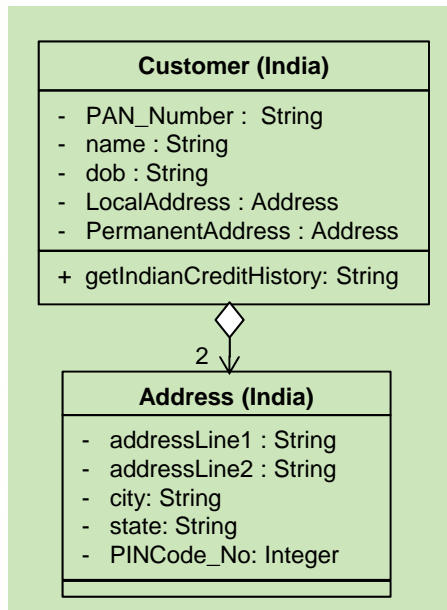 Customer (India)
- PAN_Number : String
- name : String
- dob : String
- LocalAddress : Address
- PermanentAddress : Address
+ getIndianCreditHistory: String
2
Address (India)
- addressLine1 : String
- addressLine2 : String
- city: String
- state: String
- PINCode_No: Integer